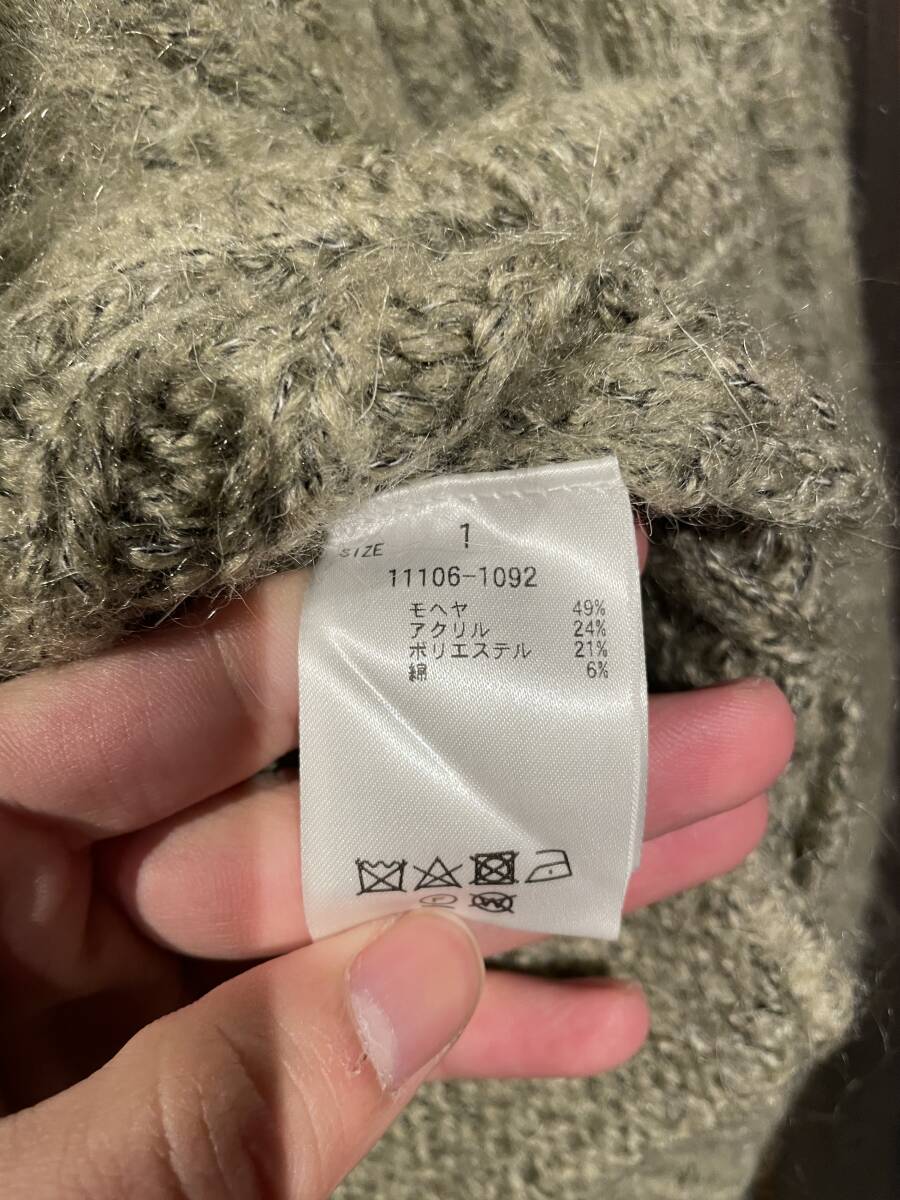 SIZE 1
11106-1092
モヘヤ 49%
アクリル 24%
ポリエステル 21%
綿 6%